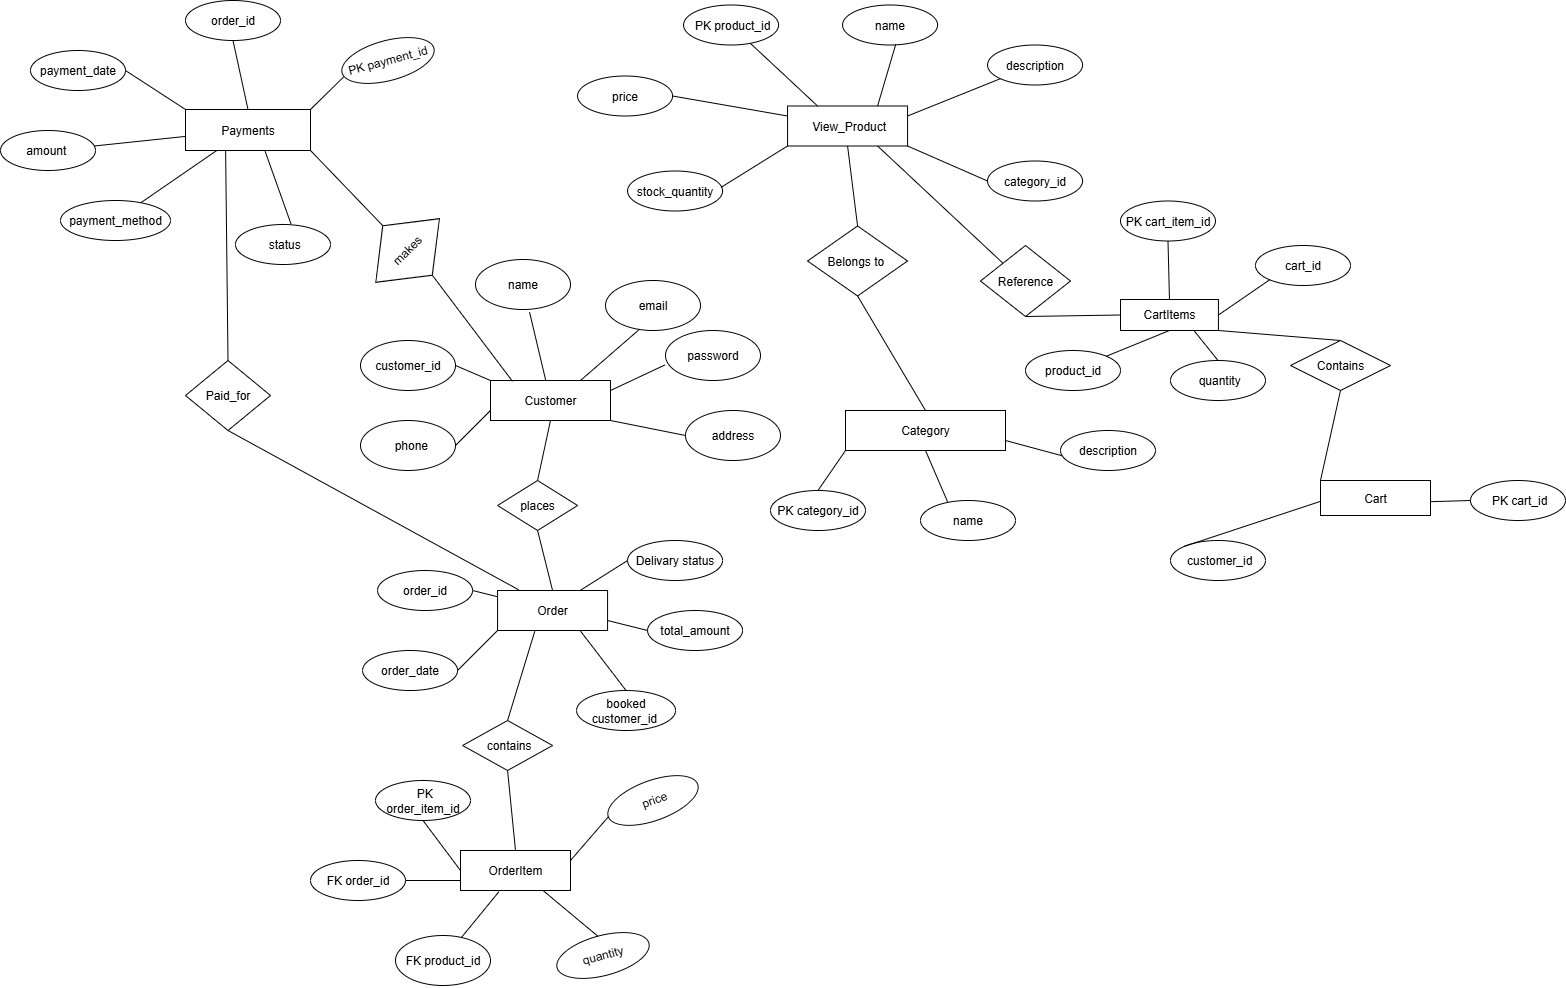 order_id
PK payment_id
payment_date
Payments
amount
payment_method
status
makes
Paid_for
name
email
customer_id
password
Customer
phone
address
places
Delivary status
order_id
Order
total_amount
order_date
booked
customer_id
contains
PK
order_item_id
price
OrderItem
FK order_id
FK product_id
quantity
PK product_id
name
description
price
View_Product
stock_quantity
category_id
Belongs to
Reference
PK cart_item_id
cart_id
CartItems
product_id
quantity
Contains
Category
description
PK category_id
name
Cart
PK cart_id
customer_id